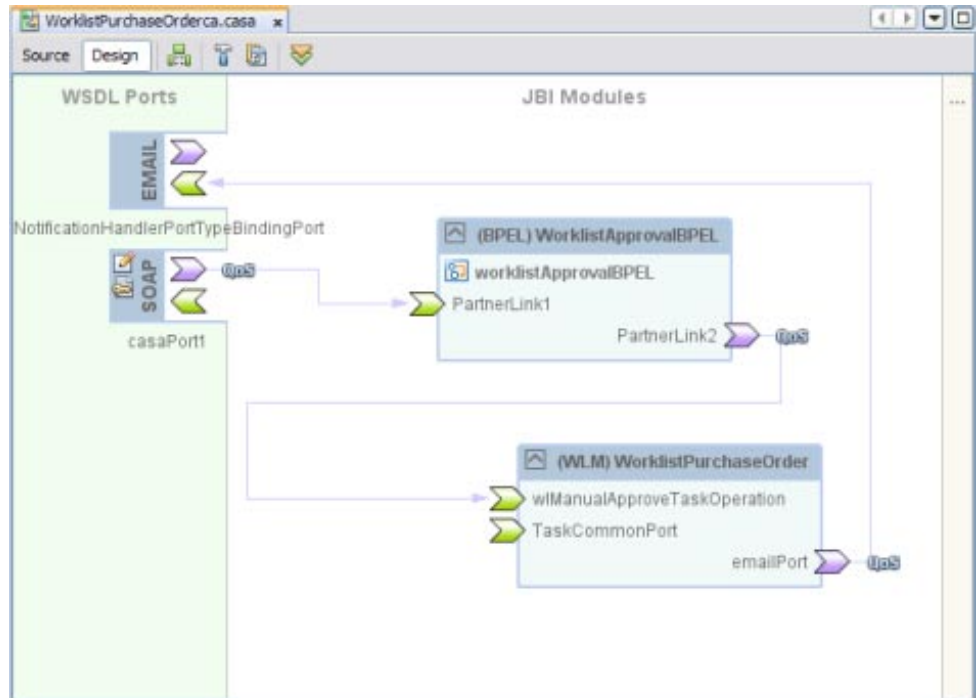 WorklistPurchaseOrderca.casa x
Source Design
WSDL Ports
JBI Modules
...
EMAIL
NotificationHandlerPortTypeBindingPort
SOAP
QoS
casaPort1
(BPEL) WorklistApprovalBPEL
worklistApprovalBPEL
PartnerLink1
PartnerLink2
QoS
(WLM) WorklistPurchaseOrder
wlManualApproveTaskOperation
TaskCommonPort
emailPort
QoS